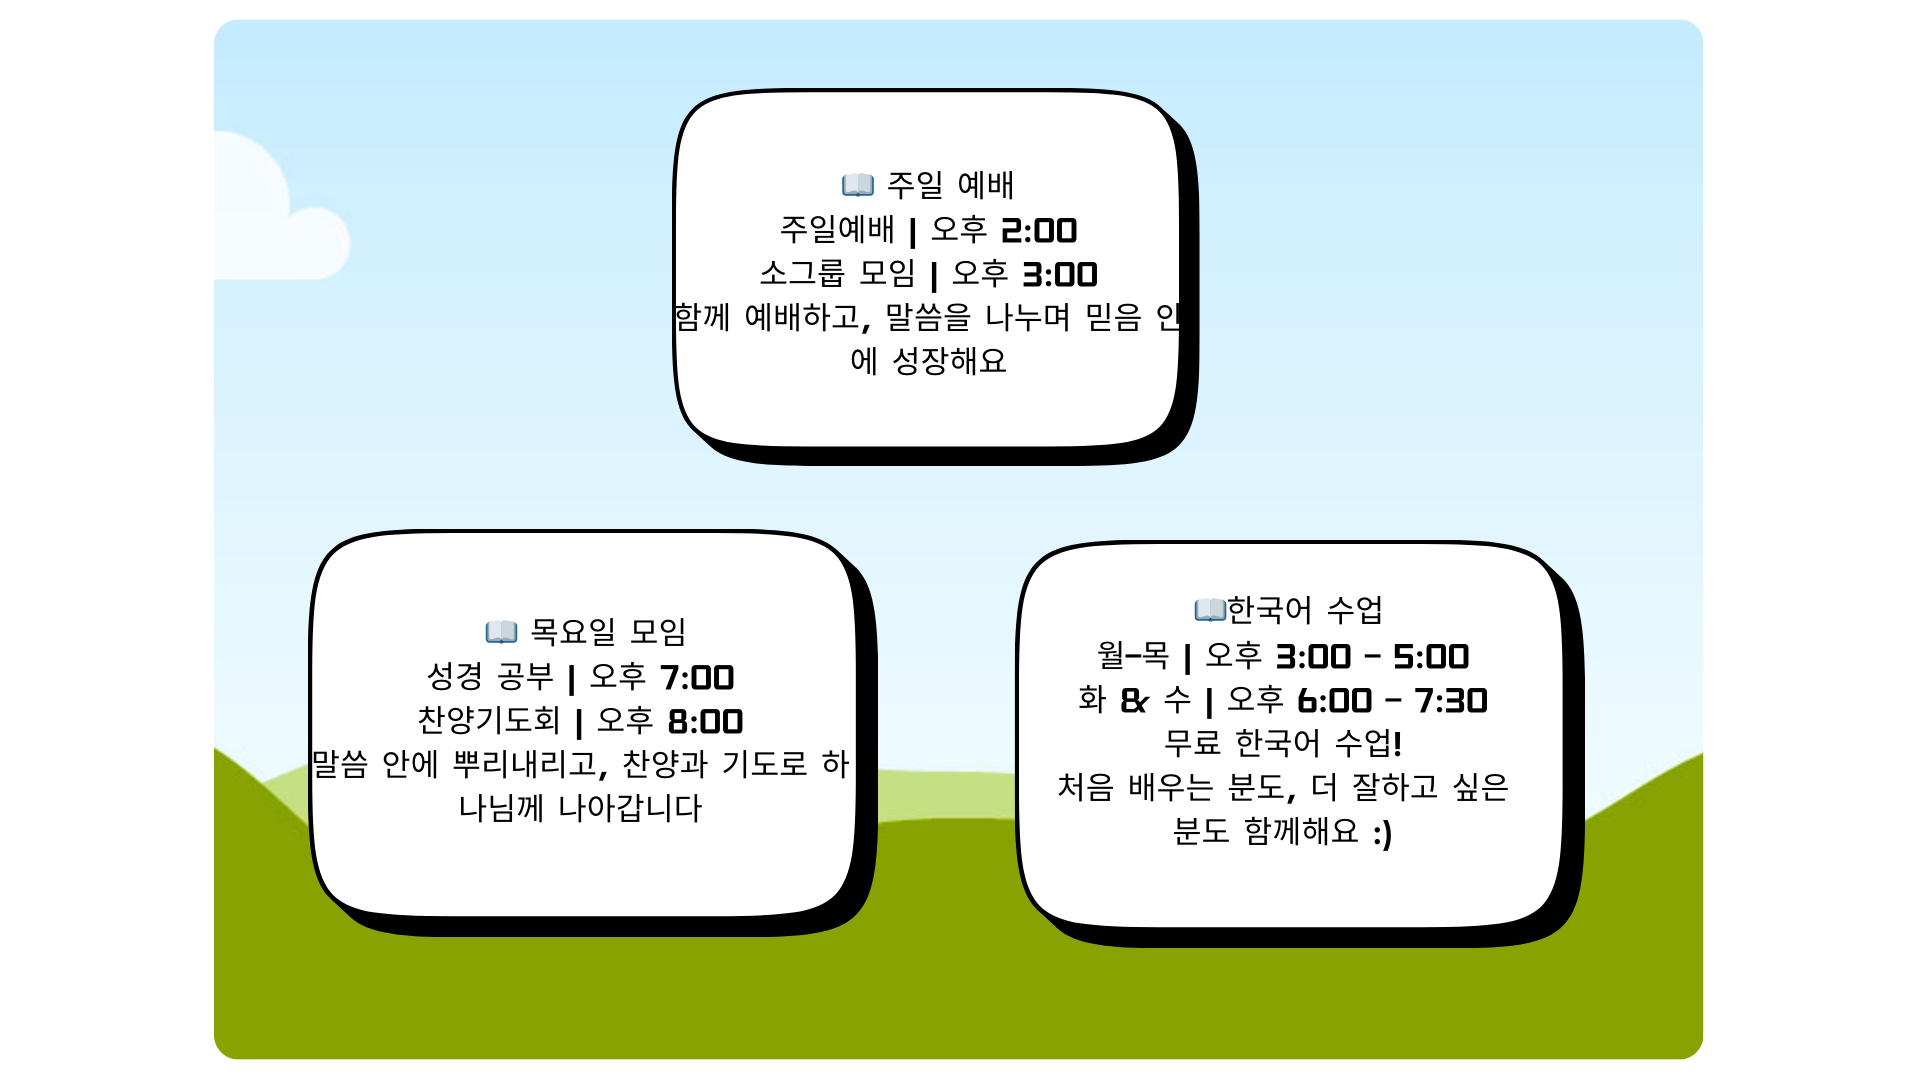 📖 주일 예배
주일예배 | 오후 2:00
소그룹 모임 | 오후 3:00
함께 예배하고, 말씀을 나누며 믿음 안
에 성장해요
📖 목요일 모임
성경 공부 | 오후 7:00
찬양기도회 | 오후 8:00
말씀 안에 뿌리내리고, 찬양과 기도로 하
나님께 나아갑니다
📖한국어 수업
월–목 | 오후 3:00 – 5:00
화 & 수 | 오후 6:00 – 7:30
무료 한국어 수업!
처음 배우는 분도, 더 잘하고 싶은
분도 함께해요 :)